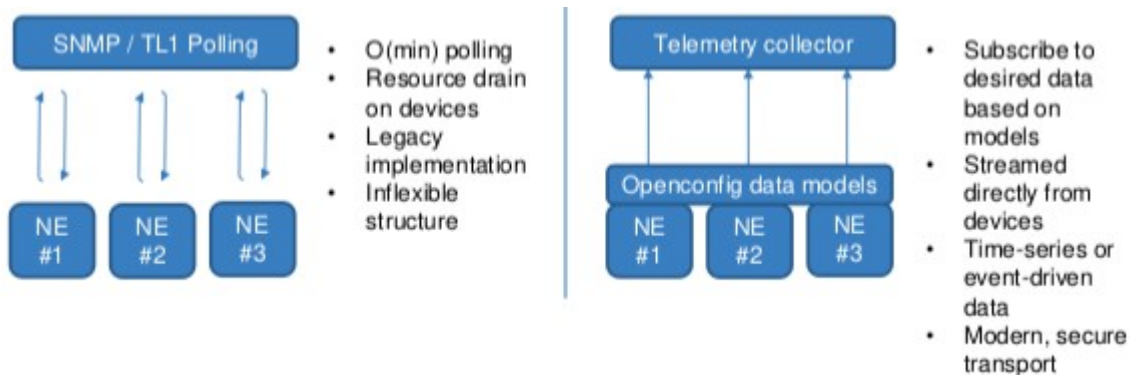 SNMP / TL1 Polling
NE
#1
NE
#2
NE
#3
• O(min) polling
• Resource drain
on devices
• Legacy
implementation
• Inflexible
structure
Telemetry collector
Openconfig data models
NE
#1
NE
#2
NE
#3
• Subscribe to
desired data
based on
models
• Streamed
directly from
devices
• Time-series or
event-driven
data
• Modern, secure
transport